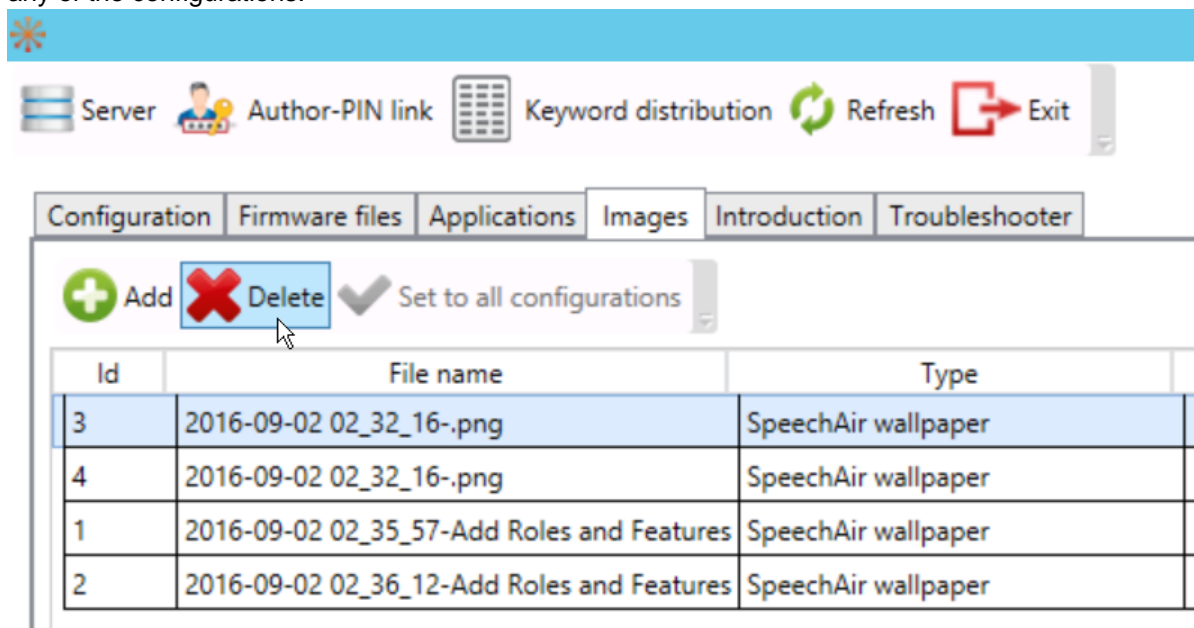 any of the configurations.
Server Author-PIN link Keyword distribution Refresh Exit
Configuration Firmware files Applications Images Introduction Troubleshooter
Add Delete Set to all configurations
Id File name Type
3 2016-09-02 02_32_16-.png SpeechAir wallpaper
4 2016-09-02 02_32_16-.png SpeechAir wallpaper
1 2016-09-02 02_35_57-Add Roles and Features SpeechAir wallpaper
2 2016-09-02 02_36_12-Add Roles and Features SpeechAir wallpaper